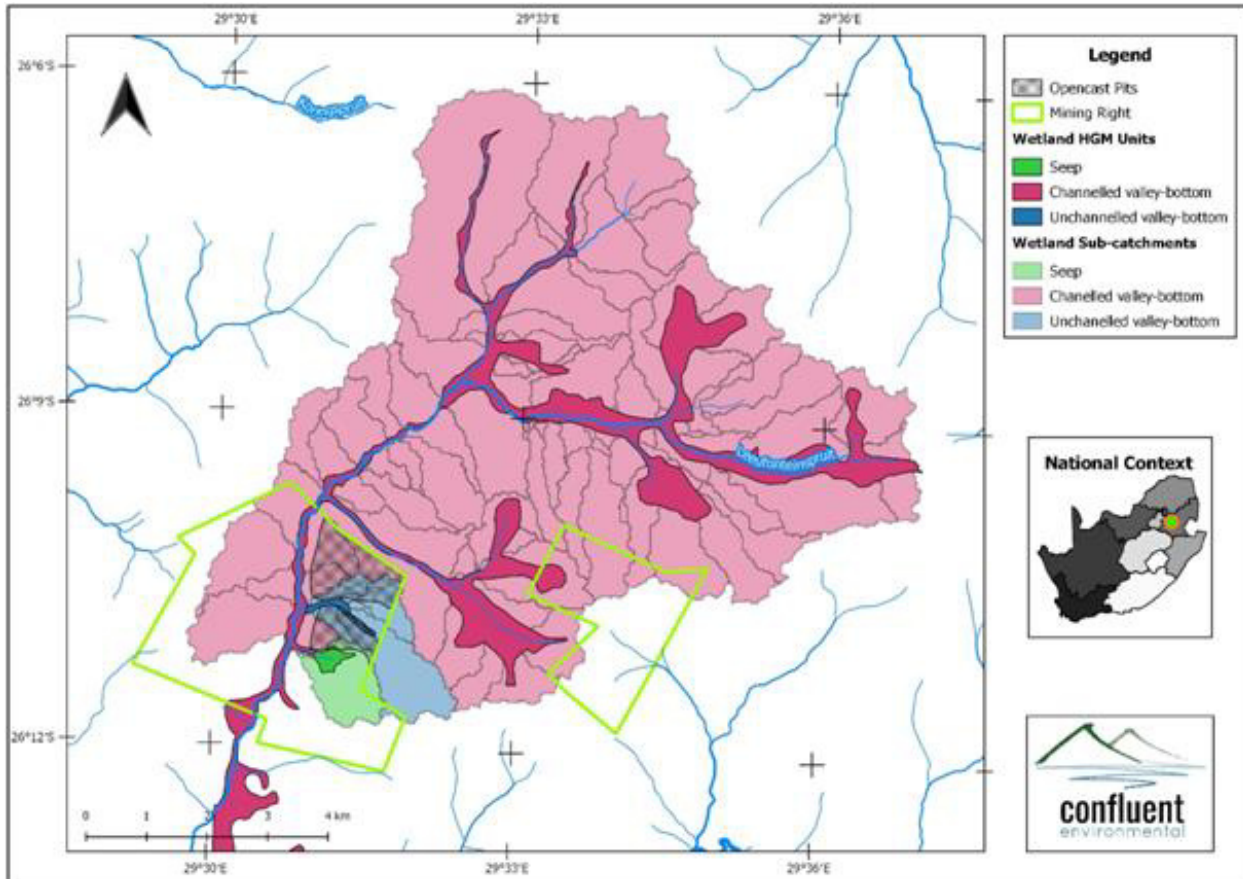 29°30'E
29°33'E
29°36'E
26°6'S
26°9'S
26°12'S
Legend
Opencast Pits
Mining Right
Wetland HGM Units
Seep
Channelled valley-bottom
Unchannelled valley-bottom
Wetland Sub-catchments
Seep
Chanelled valley-bottom
Unchanelled valley-bottom
National Context
0 1 2 3 4 km
29°30'E
29°33'E
29°36'E
confluent
environmental